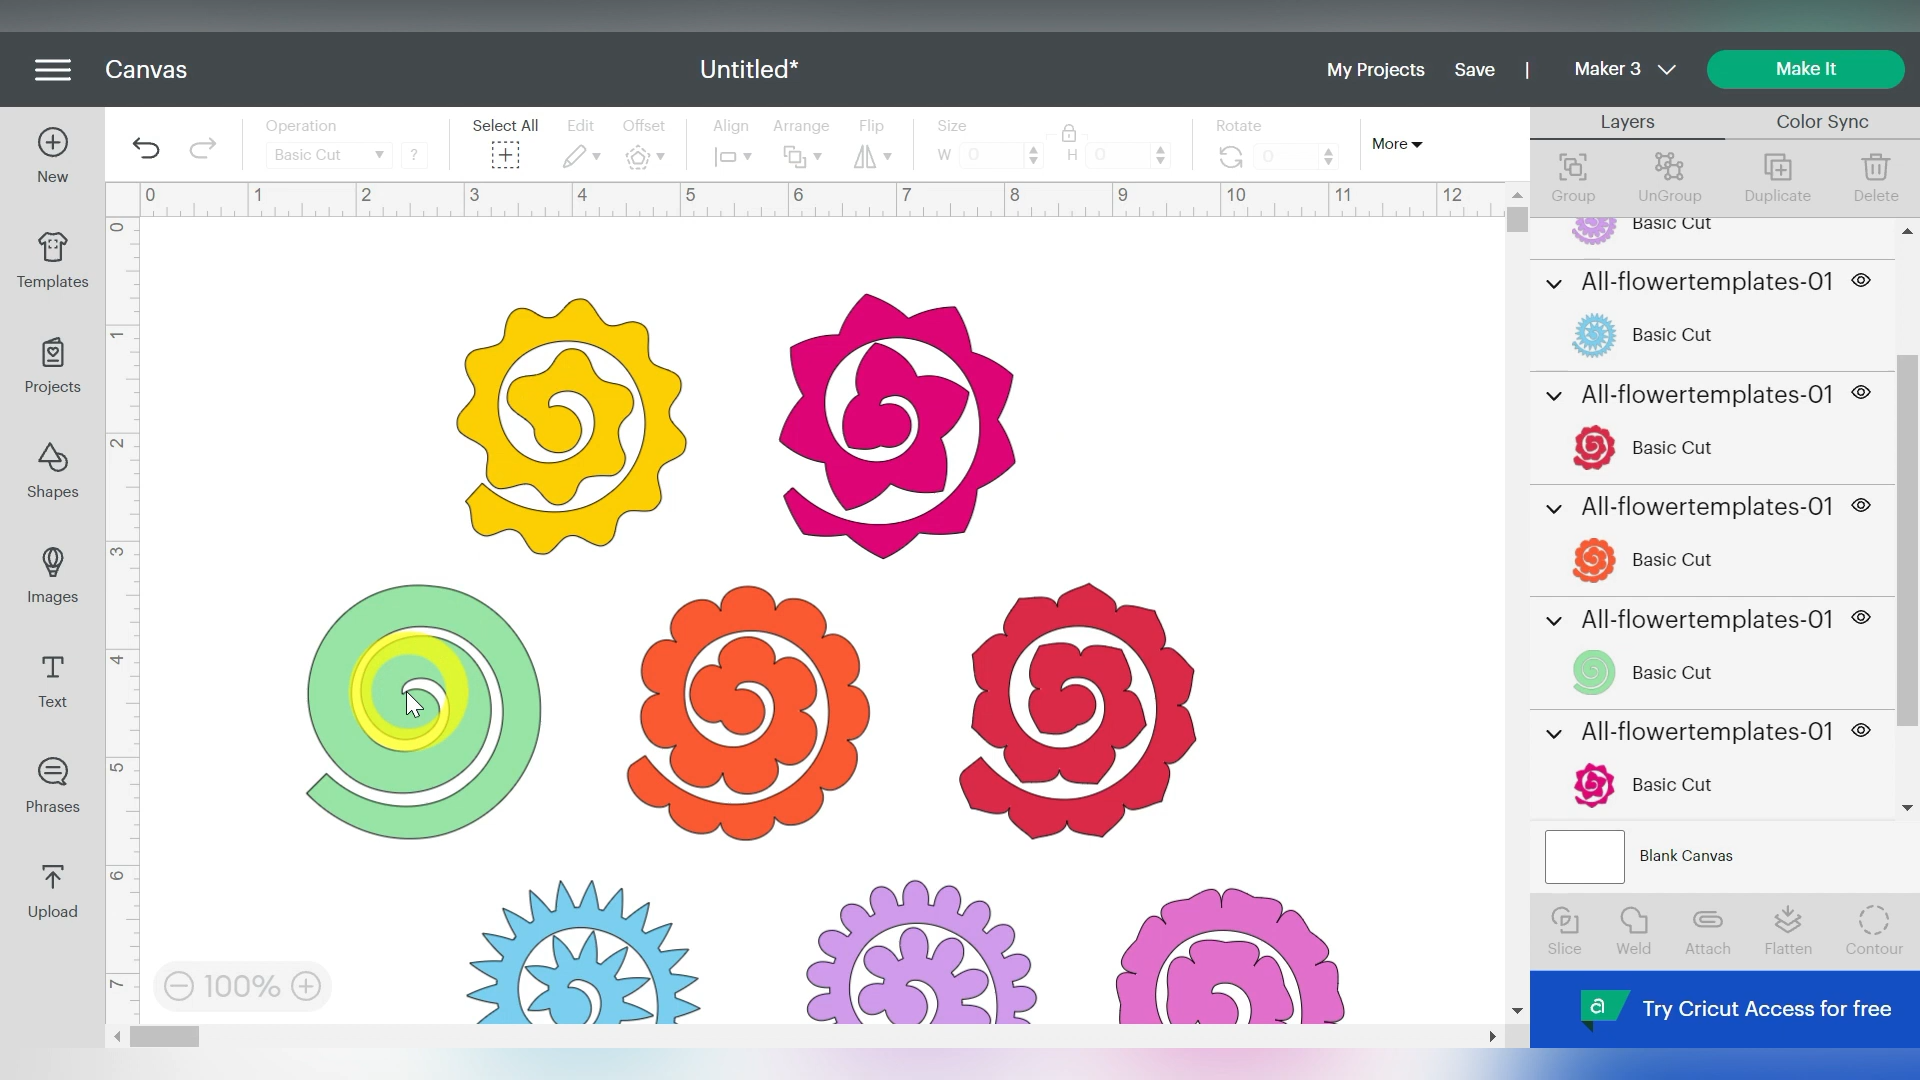 Canvas
Untitled*
My Projects Save | Maker 3 Make It
New
Templates
Projects
Shapes
Images
Text
Phrases
Upload
Operation
Basic Cut ?
Select All Edit Offset
Align Arrange Flip
Size
W 0 H 0
Rotate
0
More
0 1 2 3 4 5 6 7 8 9 10 11 12
0
1
2
3
4
5
6
7
100%
Layers Color Sync
Group UnGroup Duplicate Delete
Basic Cut
All-flowertemplates-01
Basic Cut
All-flowertemplates-01
Basic Cut
All-flowertemplates-01
Basic Cut
All-flowertemplates-01
Basic Cut
All-flowertemplates-01
Basic Cut
Blank Canvas
Slice Weld Attach Flatten Contour
a Try Cricut Access for free